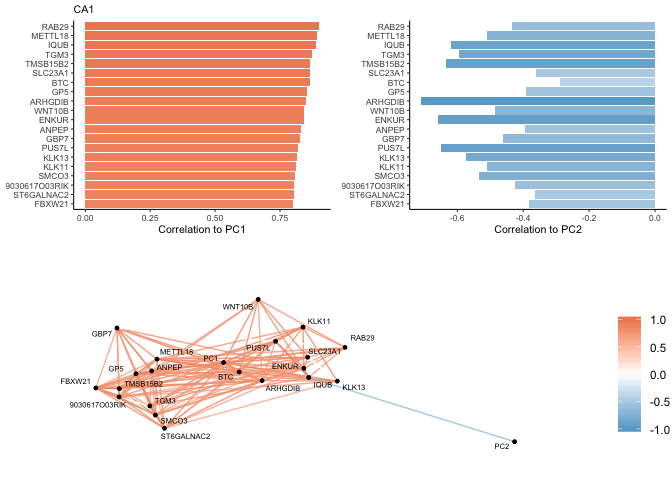 CA1
RAB29
METTL18
IQUB
TGM3
TMSB15B2
SLC23A1
BTC
GP5
ARHGDIB
WNT10B
ENKUR
ANPEP
GBP7
PUS7L
KLK13
KLK11
SMCO3
9030617O03RIK
ST6GALNAC2
FBXW21
0.00 0.25 0.50 0.75
Correlation to PC1
RAB29
METTL18
IQUB
TGM3
TMSB15B2
SLC23A1
BTC
GP5
ARHGDIB
WNT10B
ENKUR
ANPEP
GBP7
PUS7L
KLK13
KLK11
SMCO3
9030617O03RIK
ST6GALNAC2
FBXW21
-0.6 -0.4 -0.2 0.0
Correlation to PC2
WNT10B
KLK11
GBP7
RAB29
PUS7L
METTL18
SLC23A1
PC1
GP5
ANPEP
ENKUR
BTC
FBXW21
TMSB15B2
IQUB
KLK13
ARHGDIB
9030617O03RIK
TGM3
SMCO3
ST6GALNAC2
PC2
1.0
0.5
0.0
-0.5
-1.0